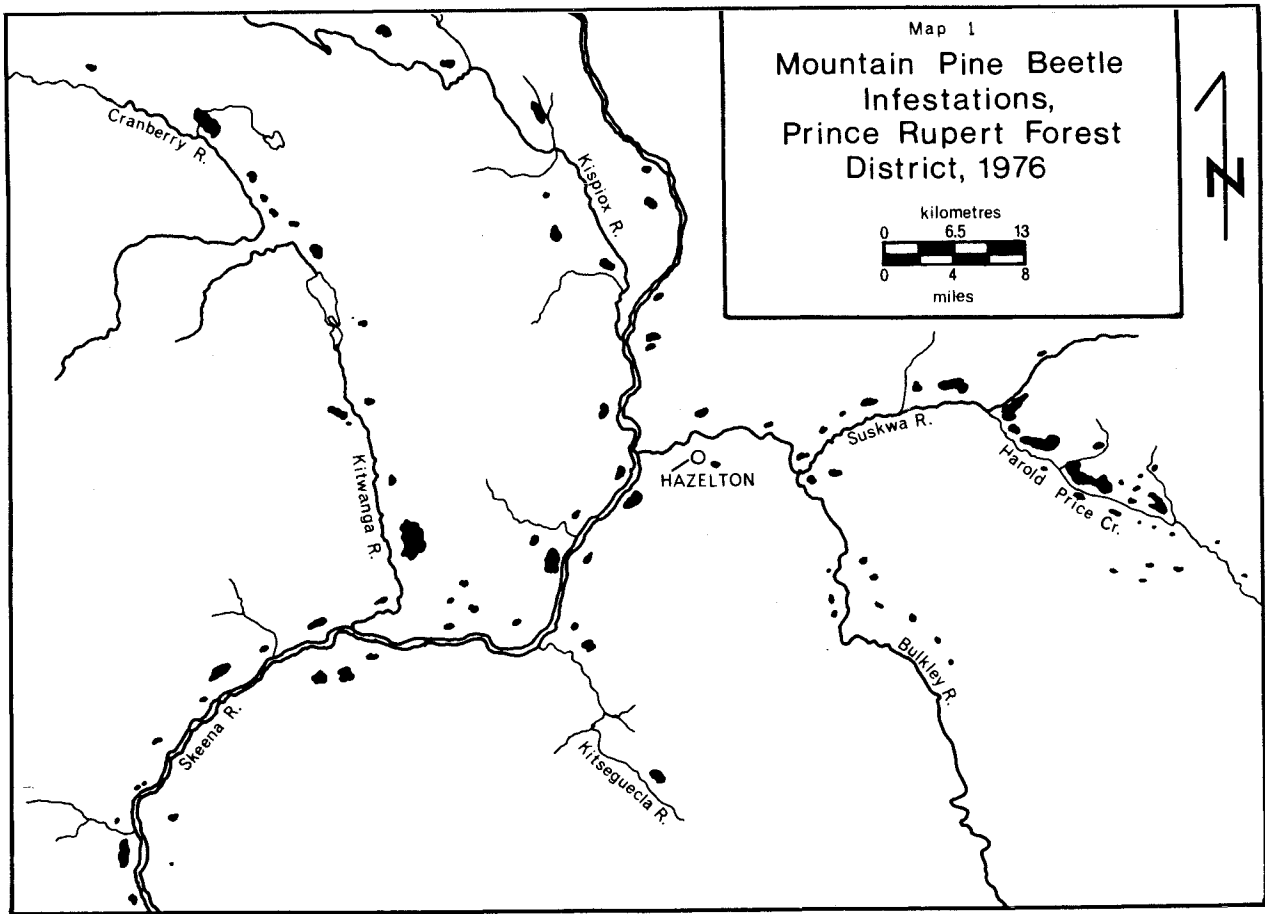 Map 1
Mountain Pine Beetle
Infestations,
Prince Rupert Forest
District, 1976
kilometres
0 6.5 13
0 4 8
miles
N
Cranberry R.
Kispiox R.
Suskwa R.
HAZELTON
Harold Price Cr.
Kitwanga R.
Bulkley R.
Skeena R.
Kitseguecla R.